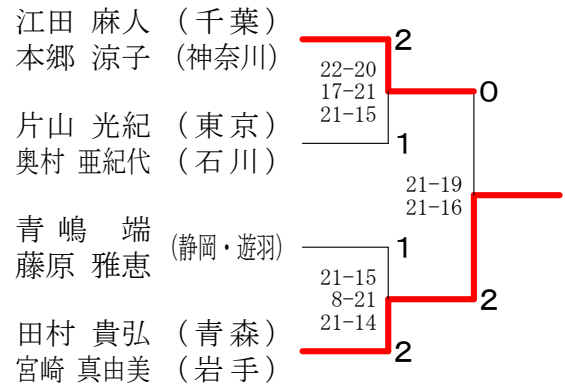 江田 麻人 (千葉)
本郷 涼子 (神奈川)
2
22-20
17-21
21-15
0
片山 光紀 (東京)
奥村 亜紀代 (石川)
1
21-19
21-16
青嶋 端
藤原 雅恵
(静岡・遊羽)
1
21-15
8-21
21-14
2
田村 貴弘 (青森)
宮崎 真由美 (岩手)
2